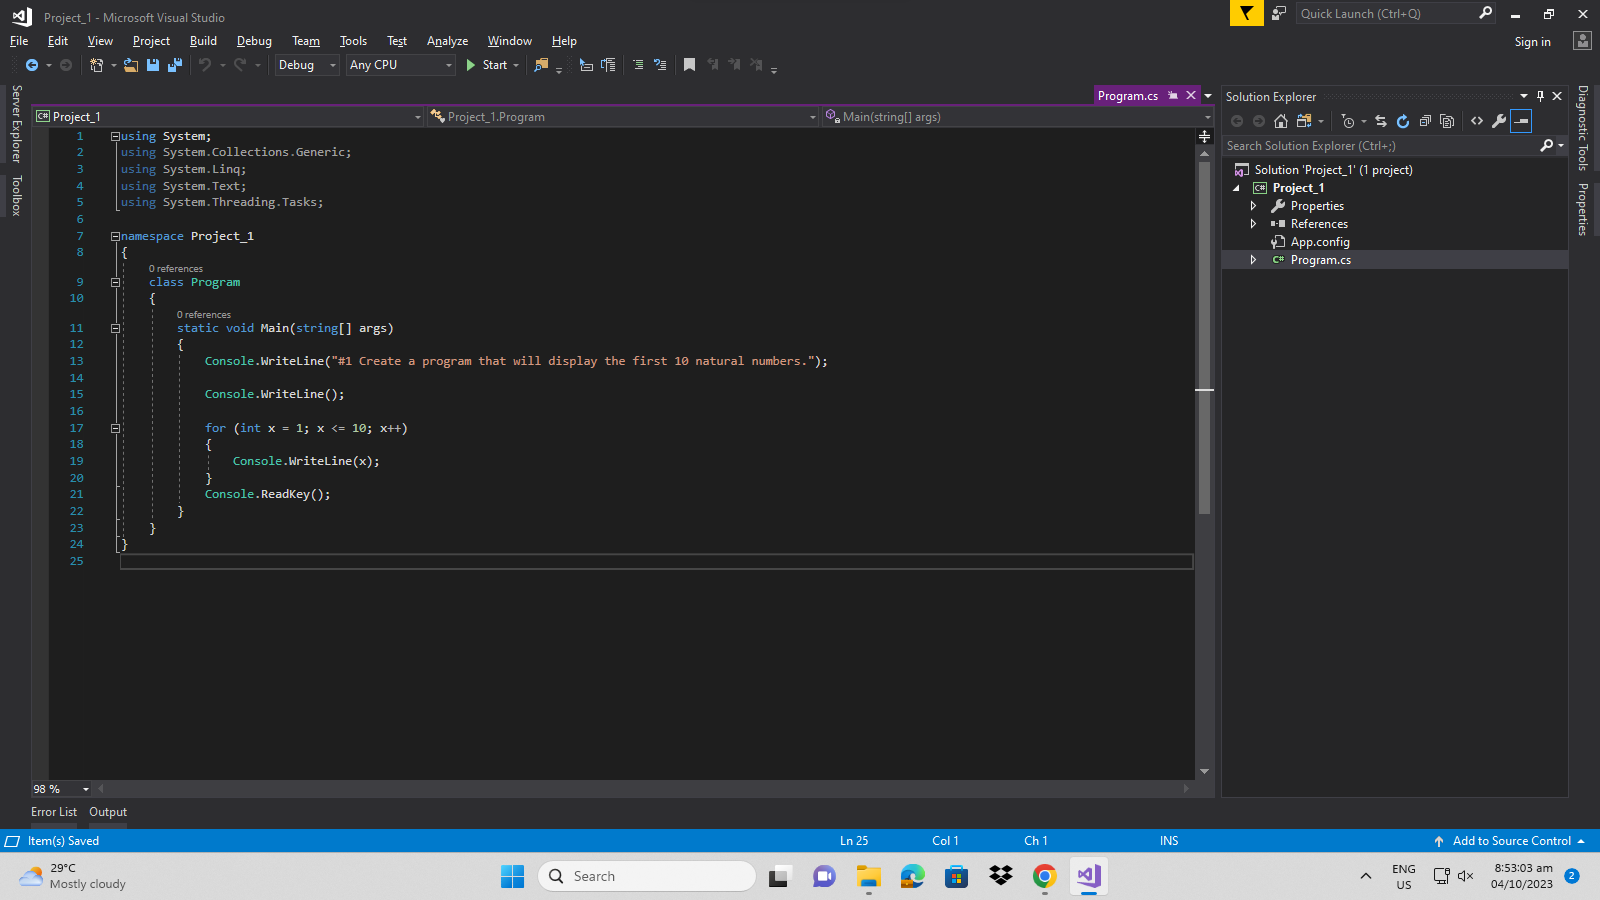 Project_1 - Microsoft Visual Studio
Quick Launch (Ctrl+Q)
File Edit View Project Build Debug Team Tools Test Analyze Window Help
Sign in
Debug Any CPU Start
Server Explorer
Toolbox
Program.cs
Project_1 Project_1.Program Main(string[] args)
1 using System;
2 using System.Collections.Generic;
3 using System.Linq;
4 using System.Text;
5 using System.Threading.Tasks;
6
7 namespace Project_1
8 {
0 references
9 class Program
10 {
0 references
11 static void Main(string[] args)
12 {
13 Console.WriteLine("#1 Create a program that will display the first 10 natural numbers.");
14
15 Console.WriteLine();
16
17 for (int x = 1; x <= 10; x++)
18 {
19 Console.WriteLine(x);
20 }
21 Console.ReadKey();
22 }
23 }
24 }
25
98 %
Solution Explorer
Search Solution Explorer (Ctrl+;)
Solution 'Project_1' (1 project)
C# Project_1
Properties
References
App.config
C# Program.cs
Diagnostic Tools
Properties
Error List Output
Item(s) Saved Ln 25 Col 1 Ch 1 INS Add to Source Control
29°C
Mostly cloudy
Search
ENG
US
8:53:03 am
04/10/2023
2